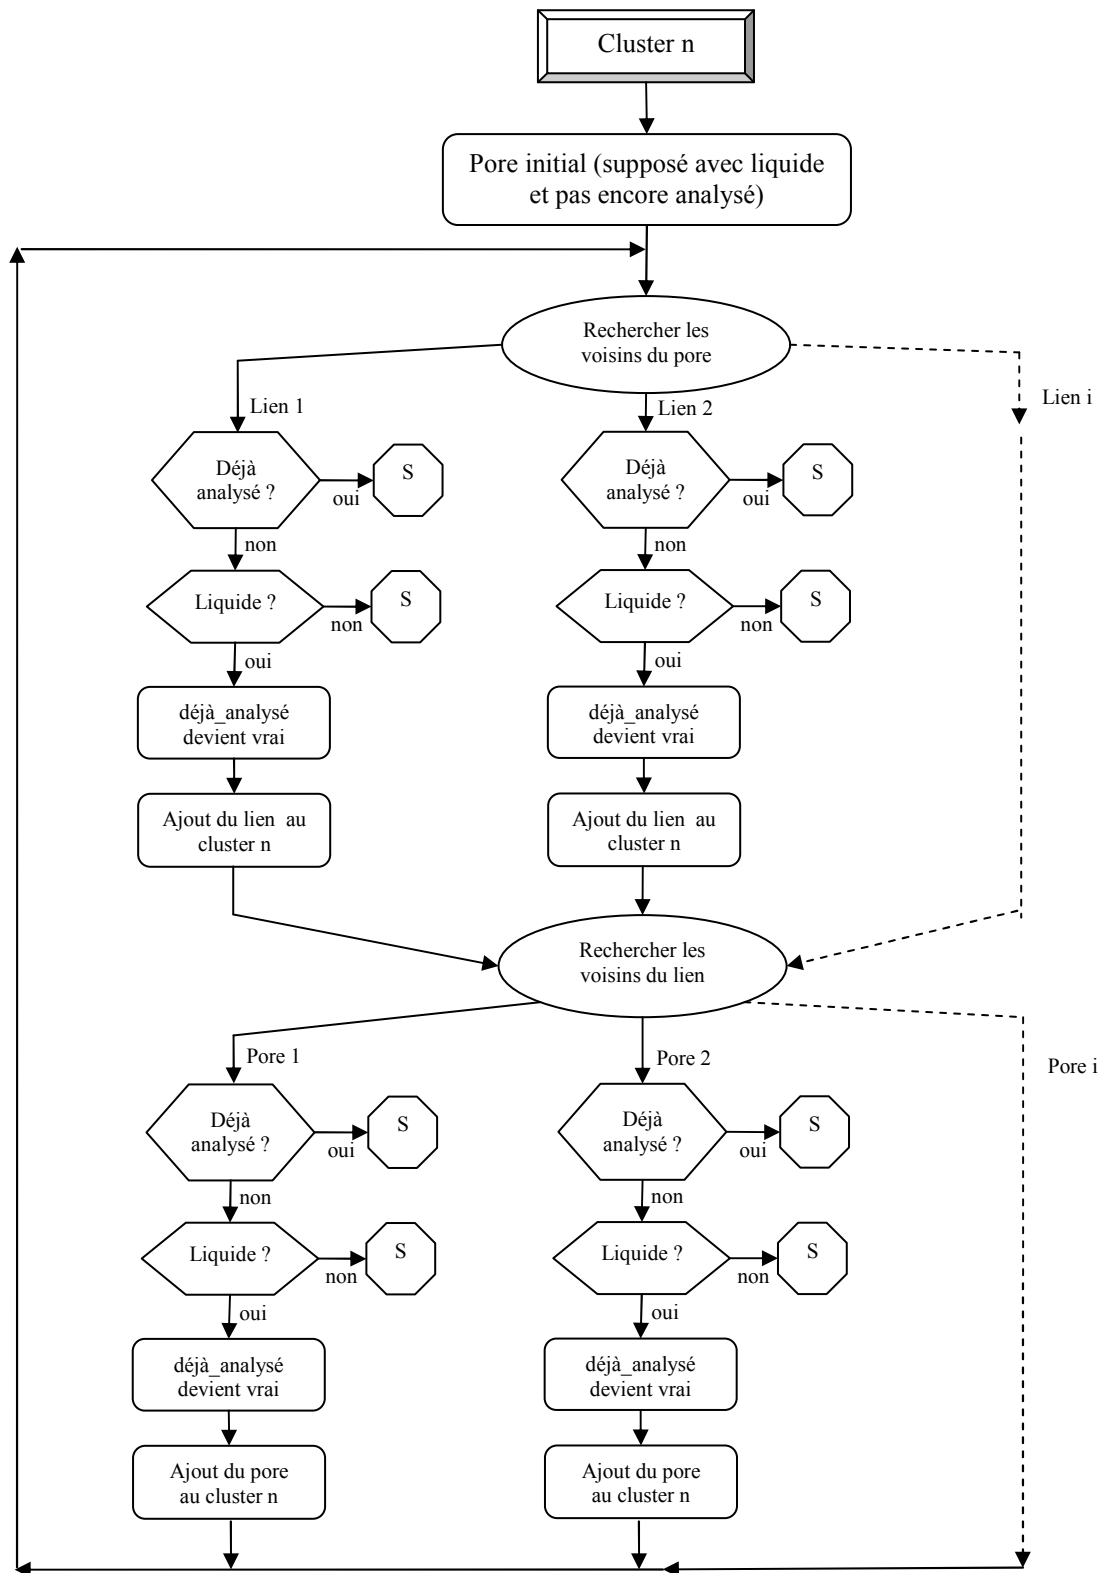 Cluster n
Pore initial (supposé avec liquide
et pas encore analysé)
Rechercher les
voisins du pore
Lien 1
Lien 2
Lien i
Déjà
analysé ?
oui
S
Déjà
analysé ?
oui
S
non
non
Liquide ?
non
S
Liquide ?
non
S
oui
oui
déjà_analysé
devient vrai
déjà_analysé
devient vrai
Ajout du lien au
cluster n
Ajout du lien au
cluster n
Rechercher les
voisins du lien
Pore 1
Pore 2
Pore i
Déjà
analysé ?
oui
S
Déjà
analysé ?
oui
S
non
non
Liquide ?
non
S
Liquide ?
non
S
oui
oui
déjà_analysé
devient vrai
déjà_analysé
devient vrai
Ajout du pore
au cluster n
Ajout du pore
au cluster n